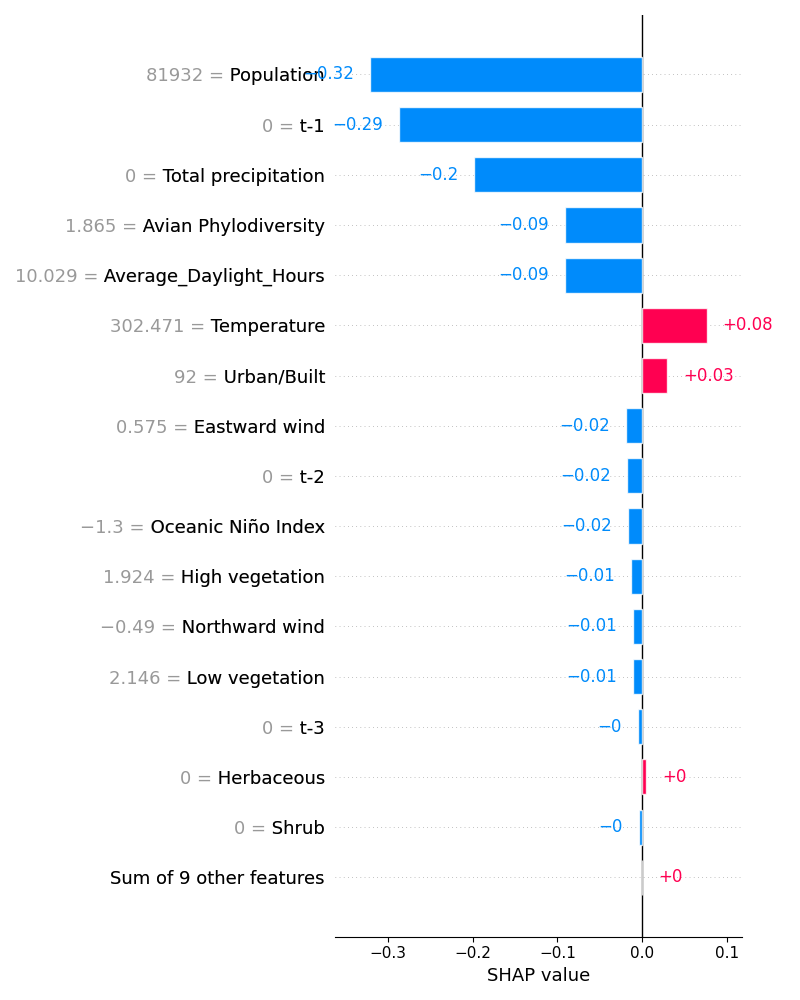 81932 = Population −0.32
0 = t-1 −0.29
0 = Total precipitation −0.2
1.865 = Avian Phylodiversity −0.09
10.029 = Average_Daylight_Hours −0.09
302.471 = Temperature +0.08
92 = Urban/Built +0.03
0.575 = Eastward wind −0.02
0 = t-2 −0.02
−1.3 = Oceanic Niño Index −0.02
1.924 = High vegetation −0.01
−0.49 = Northward wind −0.01
2.146 = Low vegetation −0.01
0 = t-3 −0
0 = Herbaceous +0
0 = Shrub −0
Sum of 9 other features +0
−0.3 −0.2 −0.1 0.0 0.1
SHAP value